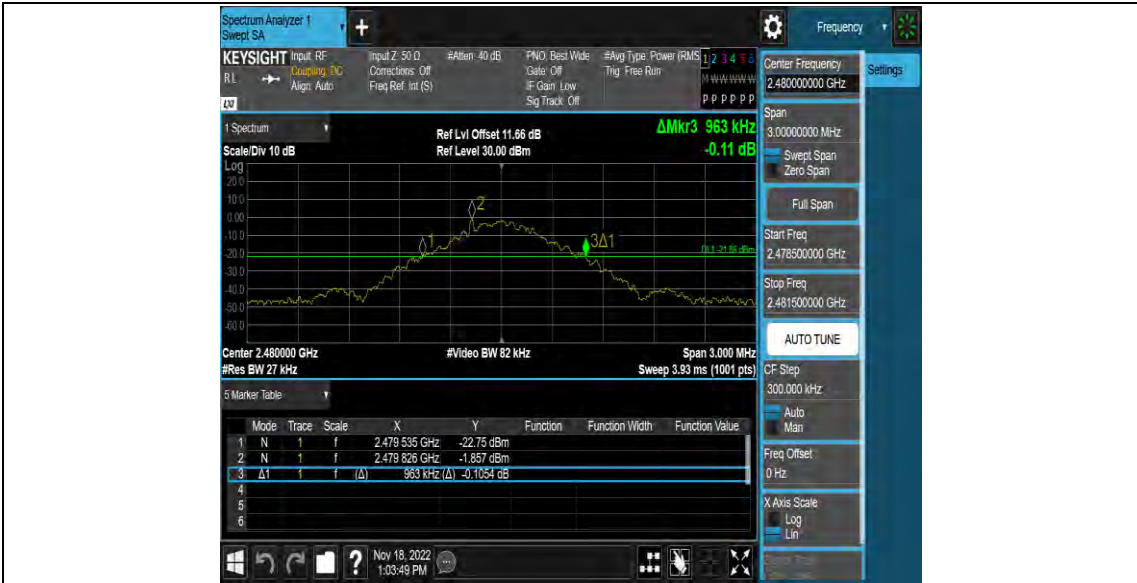 Spectrum Analyzer 1
Swept SA
+
Frequency
KEYSIGHT
Input: RF
Coupling: DC
Align: Auto
RL
LXI
Input Z: 50 Ω
Corrections: Off
Freq Ref: Int (S)
#Atten: 40 dB
PNO: Best Wide
Gate: Off
IF Gain: Low
Sig Track: Off
#Avg Type: Power (RMS
Trig: Free Run
1 2 3 4 5 6
M W W W W W
P P P P P P
Center Frequency
2.480000000 GHz
Settings
Span
3.00000000 MHz
Swept Span
Zero Span
Full Span
Start Freq
2.478500000 GHz
Stop Freq
2.481500000 GHz
AUTO TUNE
CF Step
300.000 kHz
Auto
Man
Freq Offset
0 Hz
X Axis Scale
Log
Lin
1 Spectrum
Scale/Div 10 dB
Ref Lvl Offset 11.66 dB
Ref Level 30.00 dBm
ΔMkr3 963 kHz
-0.11 dB
Log
20.0
10.0
0.00
-10.0
-20.0
-30.0
-40.0
-50.0
-60.0
1
2
3Δ1
DL1 -21.86 dBm
Center 2.480000 GHz
#Video BW 82 kHz
Span 3.000 MHz
#Res BW 27 kHz
Sweep 3.93 ms (1001 pts)
5 Marker Table
Mode Trace Scale X Y Function Function Width Function Value
1 N 1 f 2.479 535 GHz -22.75 dBm
2 N 1 f 2.479 826 GHz -1.857 dBm
3 Δ1 1 f (Δ) 963 kHz (Δ) -0.1054 dB
4
5
6
?
Nov 18, 2022
1:03:49 PM